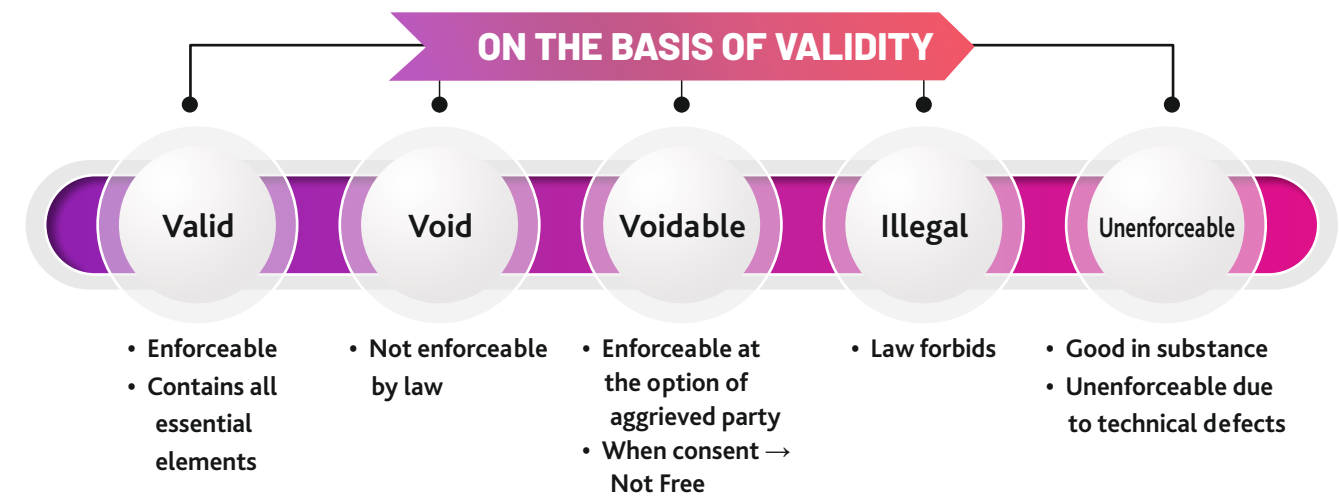 ON THE BASIS OF VALIDITY
Valid
Void
Voidable
Illegal
Unenforceable
• Enforceable
• Contains all
essential
elements
• Not enforceable
by law
• Enforceable at
the option of
aggrieved party
• When consent →
Not Free
• Law forbids
• Good in substance
• Unenforceable due
to technical defects